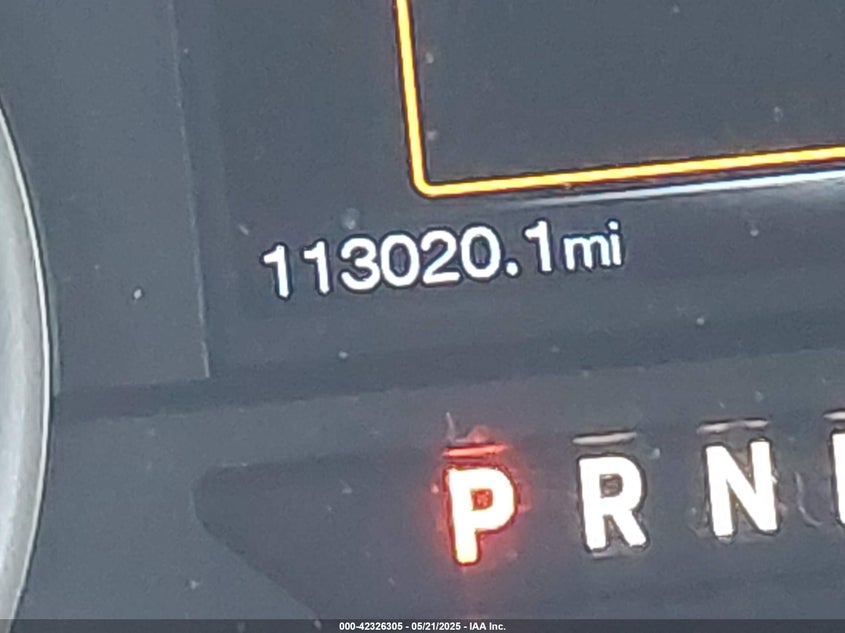 113020.1mi
P R N
000-42326305 - 05/21/2025 - IAA Inc.